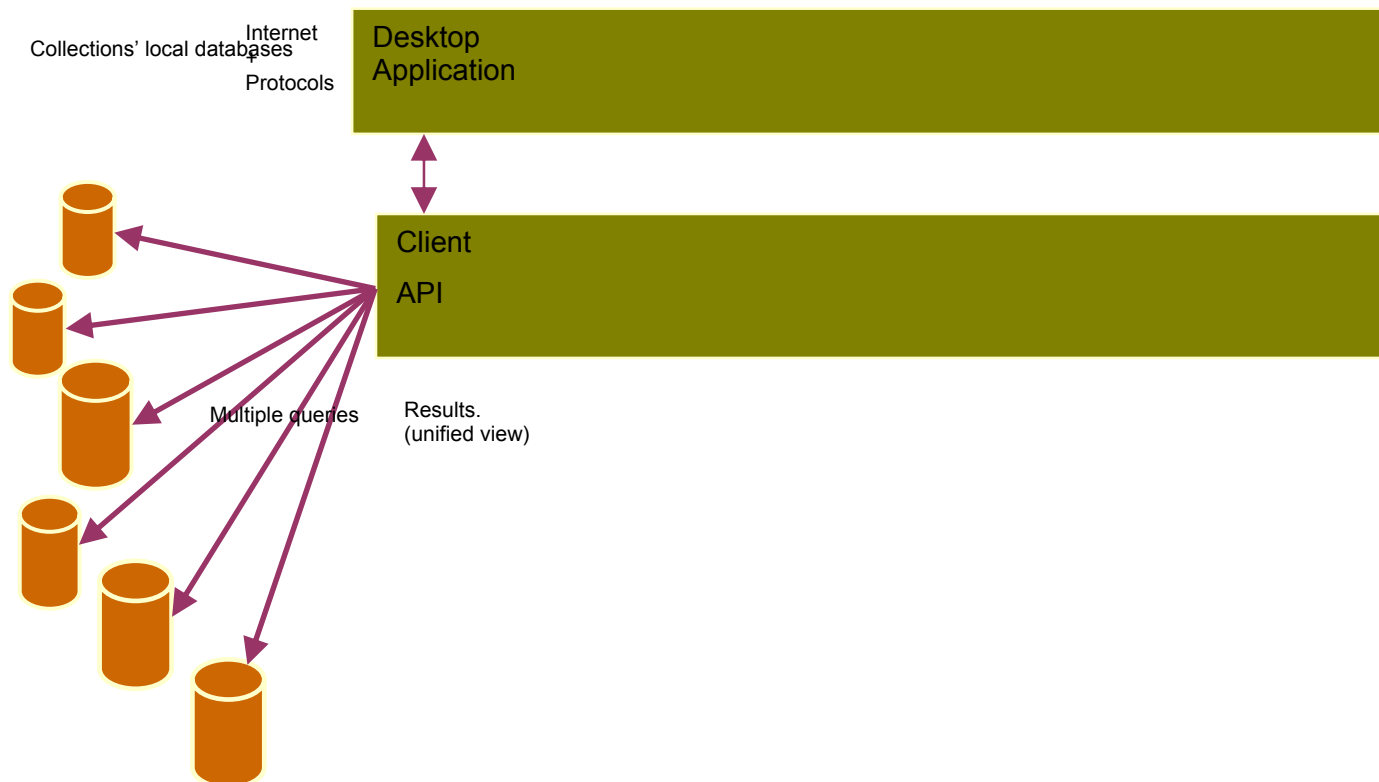 Collections’ local databases
Internet
+
Protocols
Desktop
Application
Client
API
Multiple queries
Results.
(unified view)